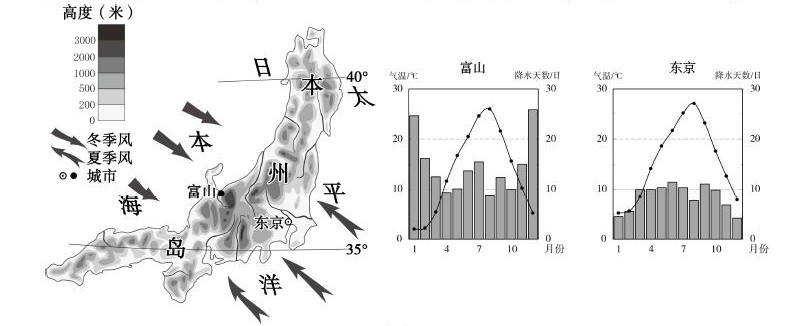 高度（米）
3000
2000
1000
500
200
0
冬季风
夏季风
城市
日
本
海
本
州
岛
太
平
洋
富山
东京
40°
35°
富山
气温/℃
降水天数/日
30
20
10
0
30
20
10
0
1
4
7
10
月份
东京
气温/℃
降水天数/日
30
20
10
0
30
20
10
0
1
4
7
10
月份